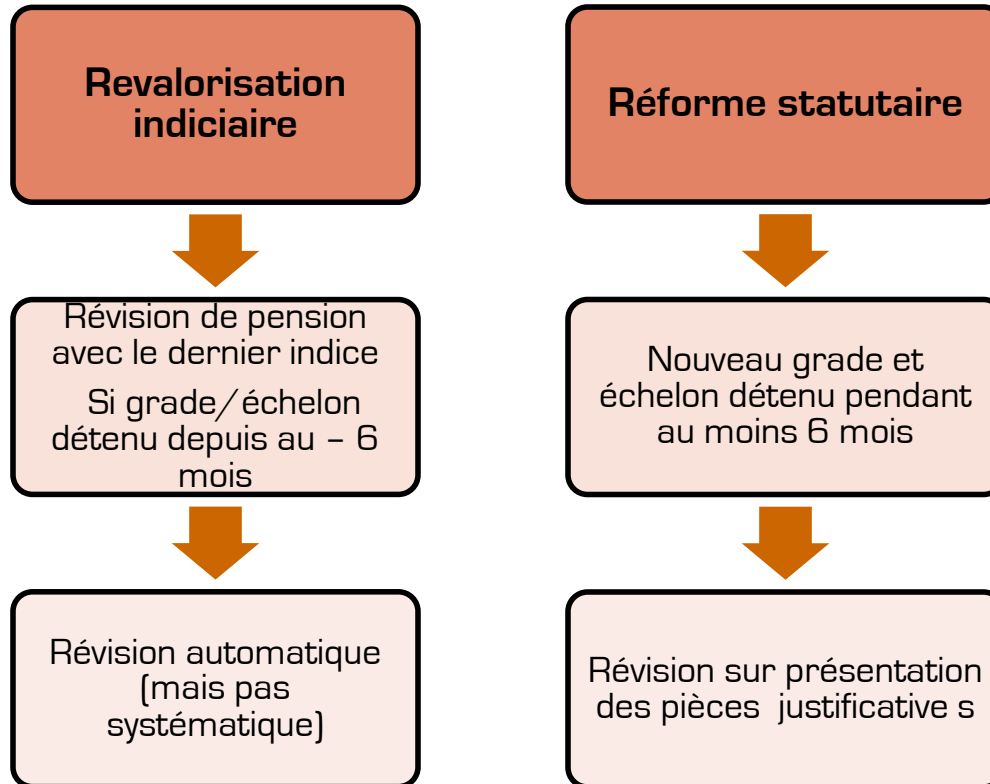 Revalorisation
indiciaire
Révision de pension
avec le dernier indice
Si grade/échelon
détenu depuis au – 6
mois
Révision automatique
(mais pas
systématique)
Réforme statutaire
Nouveau grade et
échelon détenu pendant
au moins 6 mois
Révision sur présentation
des pièces justificative s